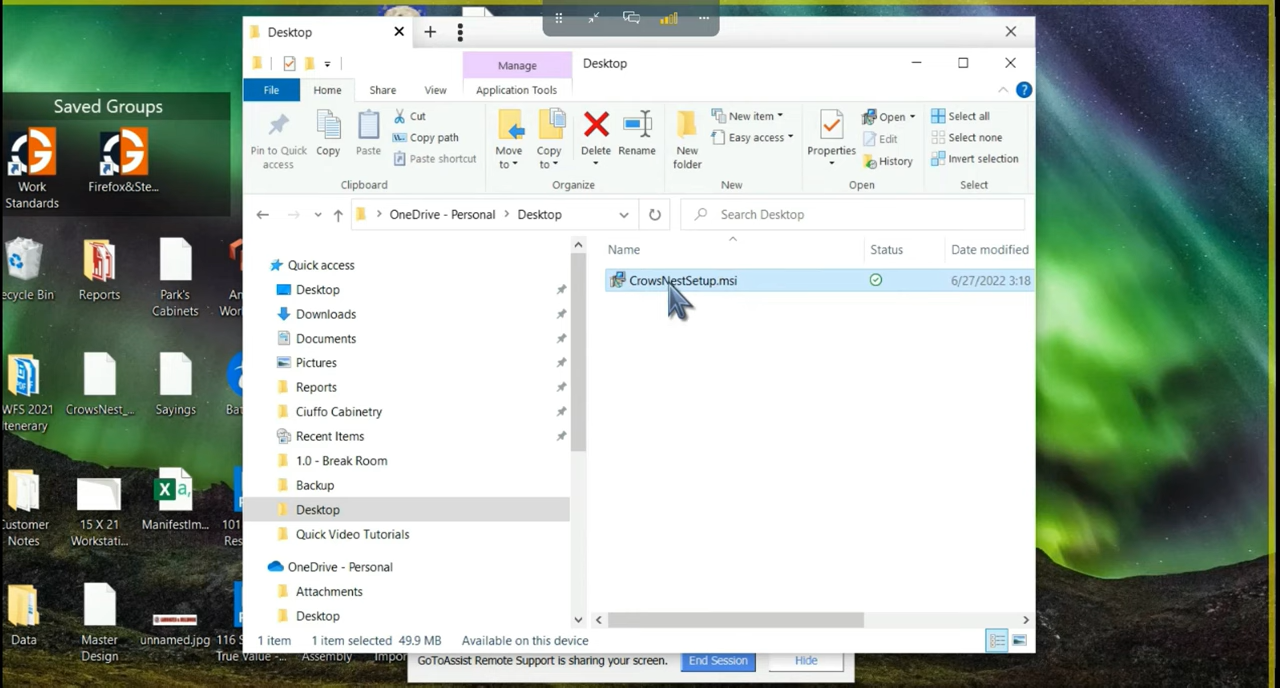 Desktop
Manage
Desktop
File
Home
Share
View
Application Tools
Pin to Quick
access
Copy
Paste
Cut
Copy path
Paste shortcut
Clipboard
Move
to
Copy
to
Delete
Rename
Organize
New
folder
New item
Easy access
New
Properties
Open
Edit
History
Open
Select all
Select none
Invert selection
Select
OneDrive - Personal
Desktop
Search Desktop
Name
Status
Date modified
CrowsNestSetup.msi
6/27/2022 3:18
Quick access
Desktop
Downloads
Documents
Pictures
Reports
Ciuffo Cabinetry
Recent Items
1.0 - Break Room
Backup
Desktop
Quick Video Tutorials
OneDrive - Personal
Attachments
Desktop
1 item
1 item selected 49.9 MB
Available on this device
GoToAssist Remote Support is sharing your screen.
End Session
Hide
Saved Groups
Work
Standards
Firefox&Ste...
ecycle Bin
Reports
Park's
Cabinets
WFS 2021
Itenerary
CrowsNest_...
Sayings
Bat
Customer
Notes
15 X 21
Workstati...
ManifestIm...
101
Res
Data
Master
Design
unnamed.jpg
116 S
True Value -...
Assembly
Impor